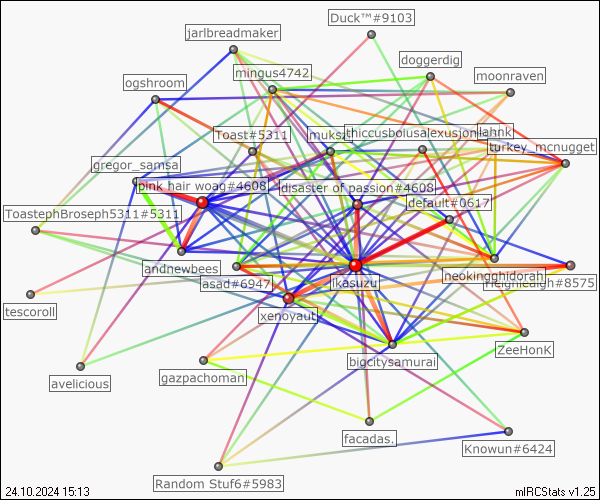 Duck™#9103
jarlbreadmaker
doggerdig
mingus4742
moonraven
ogshroom
Toast#5311
muks
thiccusboiusalexusjon
lahnk
turkey_mcnugget
gregor_samsa
pink hair woag#4608
disaster of passion#4608
default#0617
ToastephBroseph5311#5311
andnewbees
asad#6947
ikasuzu
neokingghidorah
#8575
tescoroll
xenoyaut
bigcitysamurai
ZeeHonK
avelicious
gazpachoman
facadas.
Knowun#6424
Random Stuf6#5983
24.10.2024 15:13
mIRCStats v1.25